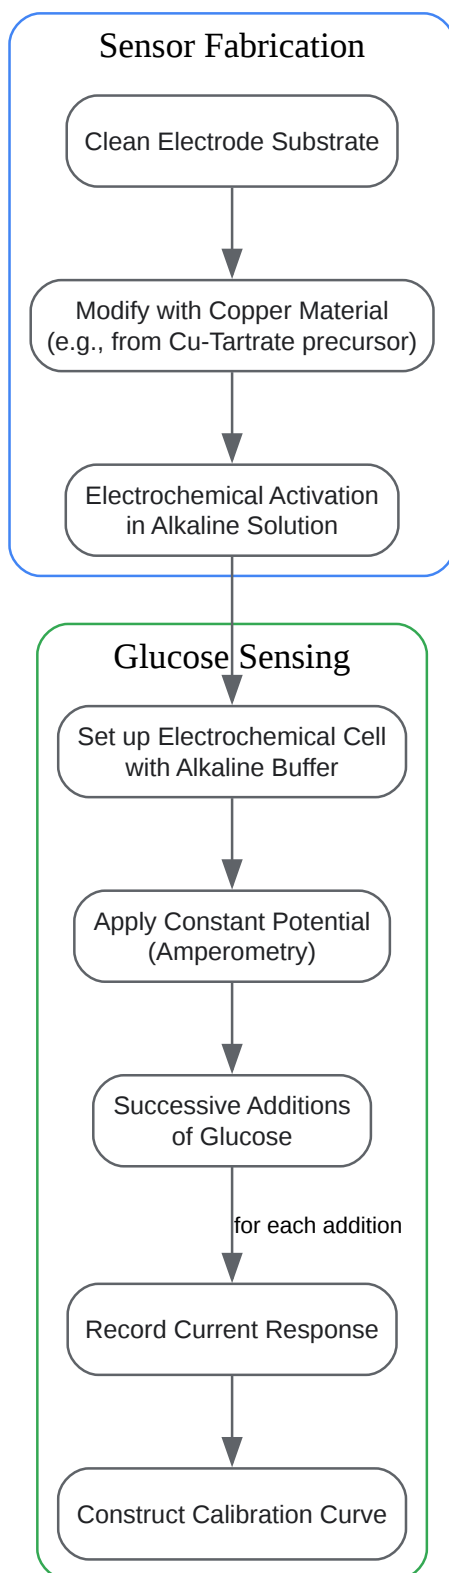 Sensor Fabrication
Clean Electrode Substrate
Modify with Copper Material
(e.g., from Cu-Tartrate precursor)
Electrochemical Activation
in Alkaline Solution
Glucose Sensing
Set up Electrochemical Cell
with Alkaline Buffer
Apply Constant Potential
(Amperometry)
Successive Additions
of Glucose
for each addition
Record Current Response
Construct Calibration Curve